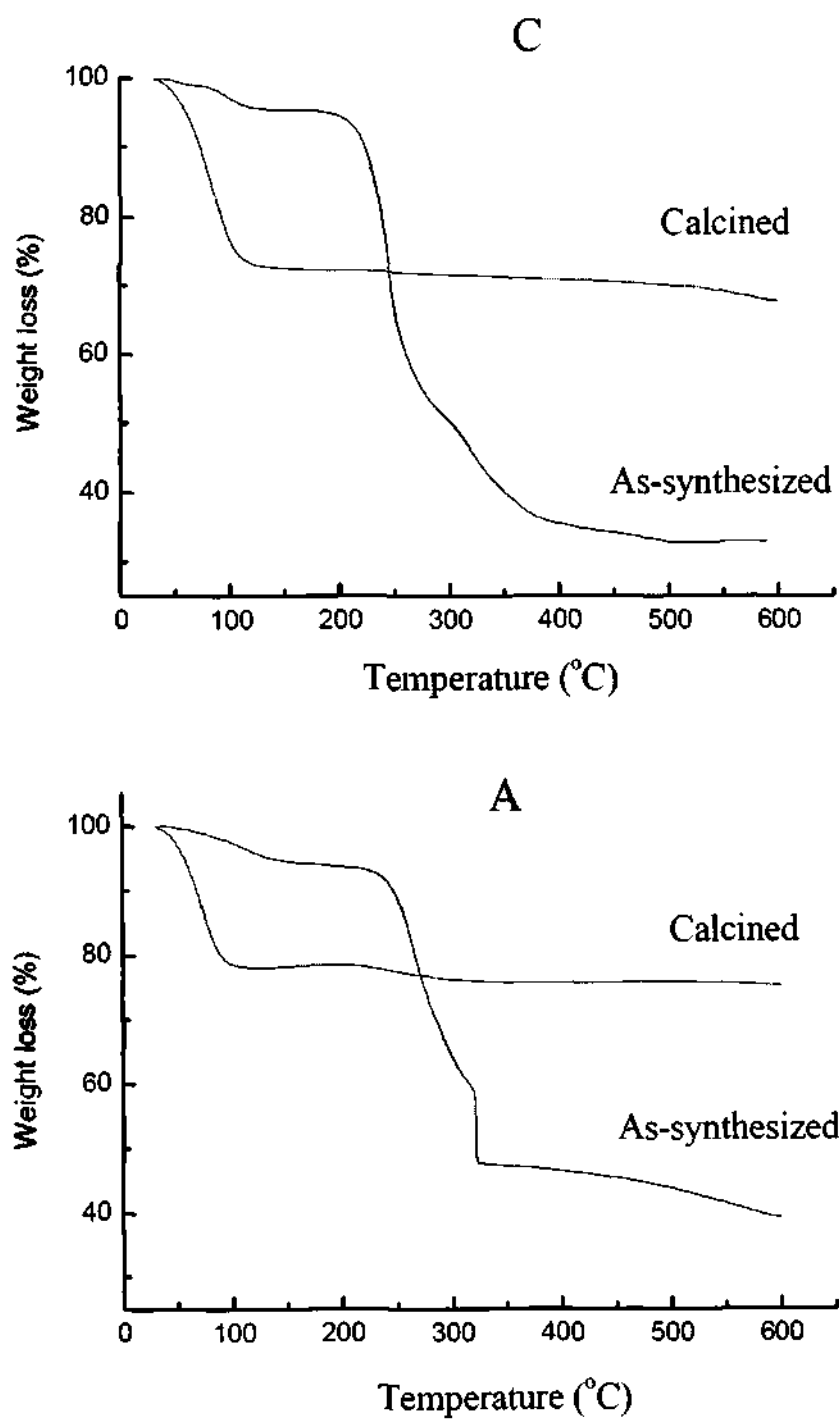 C
100
80
60
40
Weight loss (%)
Calcined
As-synthesized
0 100 200 300 400 500 600
Temperature (°C)
A
100
80
60
40
Weight loss (%)
Calcined
As-synthesized
0 100 200 300 400 500 600
Temperature (°C)